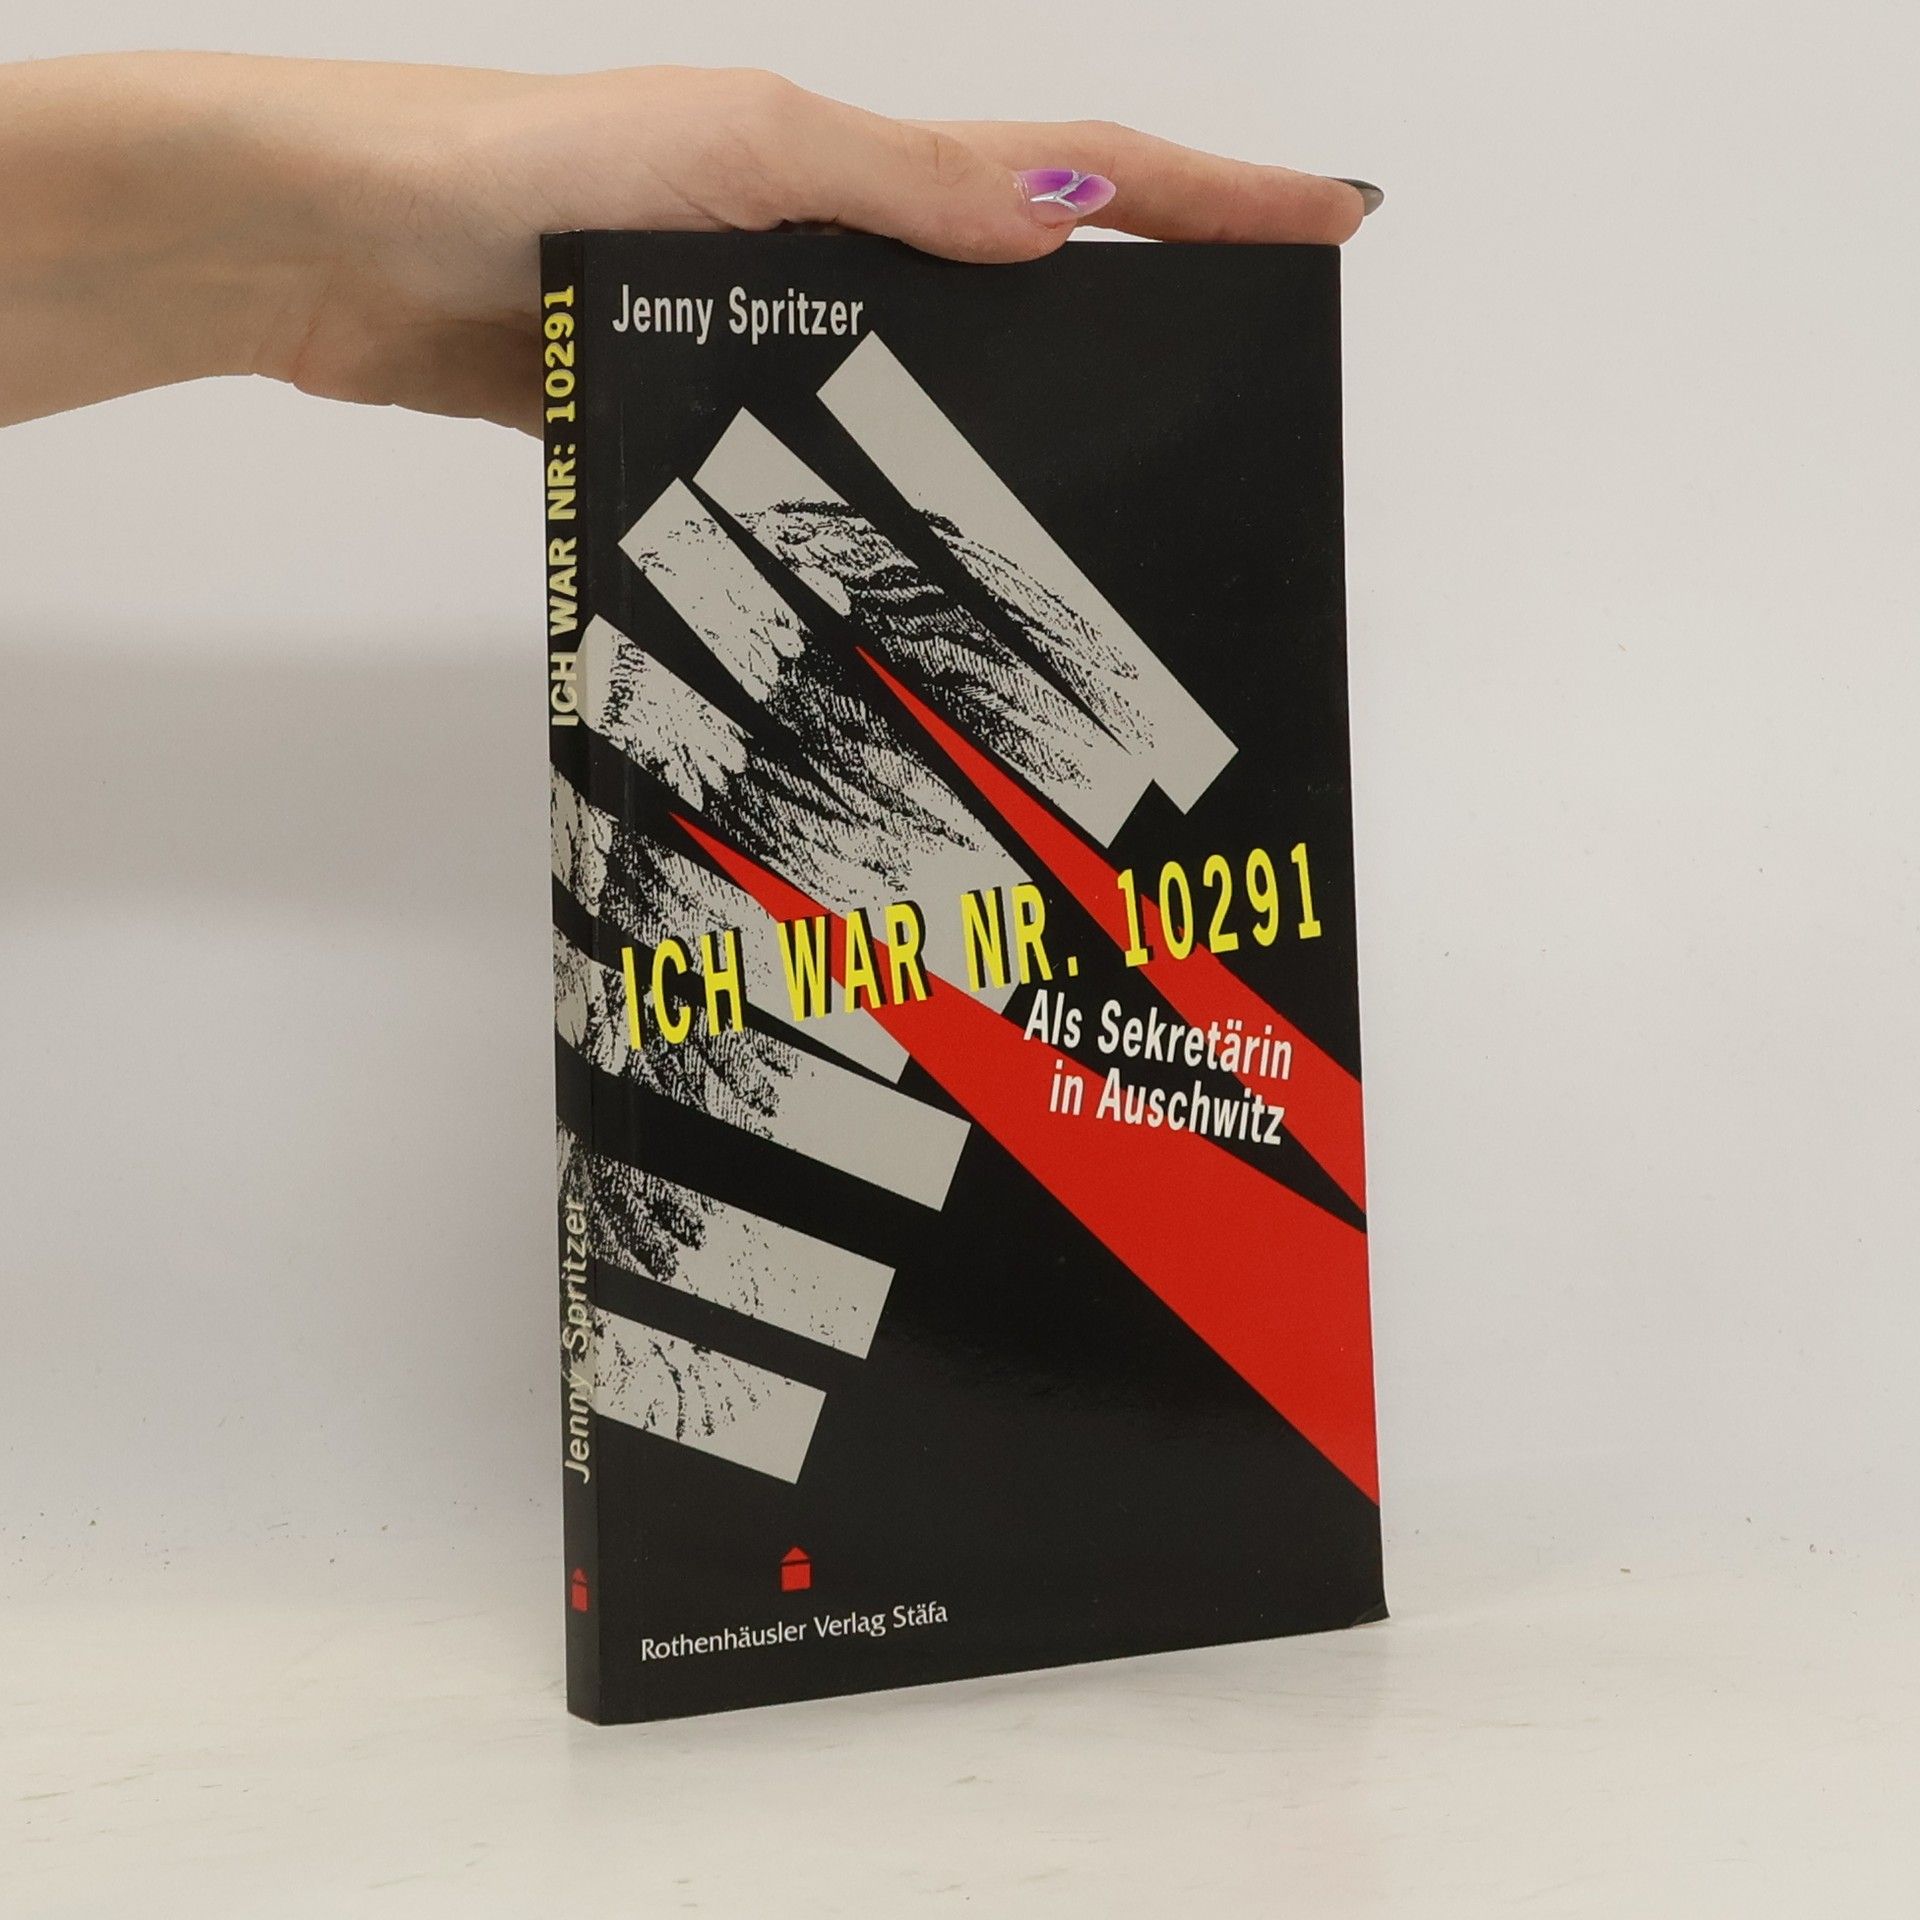 Jenny Spritzer
ICH WAR NR. 10291
Als Sekretärin
in Auschwitz
Rothenhäusler Verlag Stäfa
ICH WAR NR: 10291
Jenny Spritzer